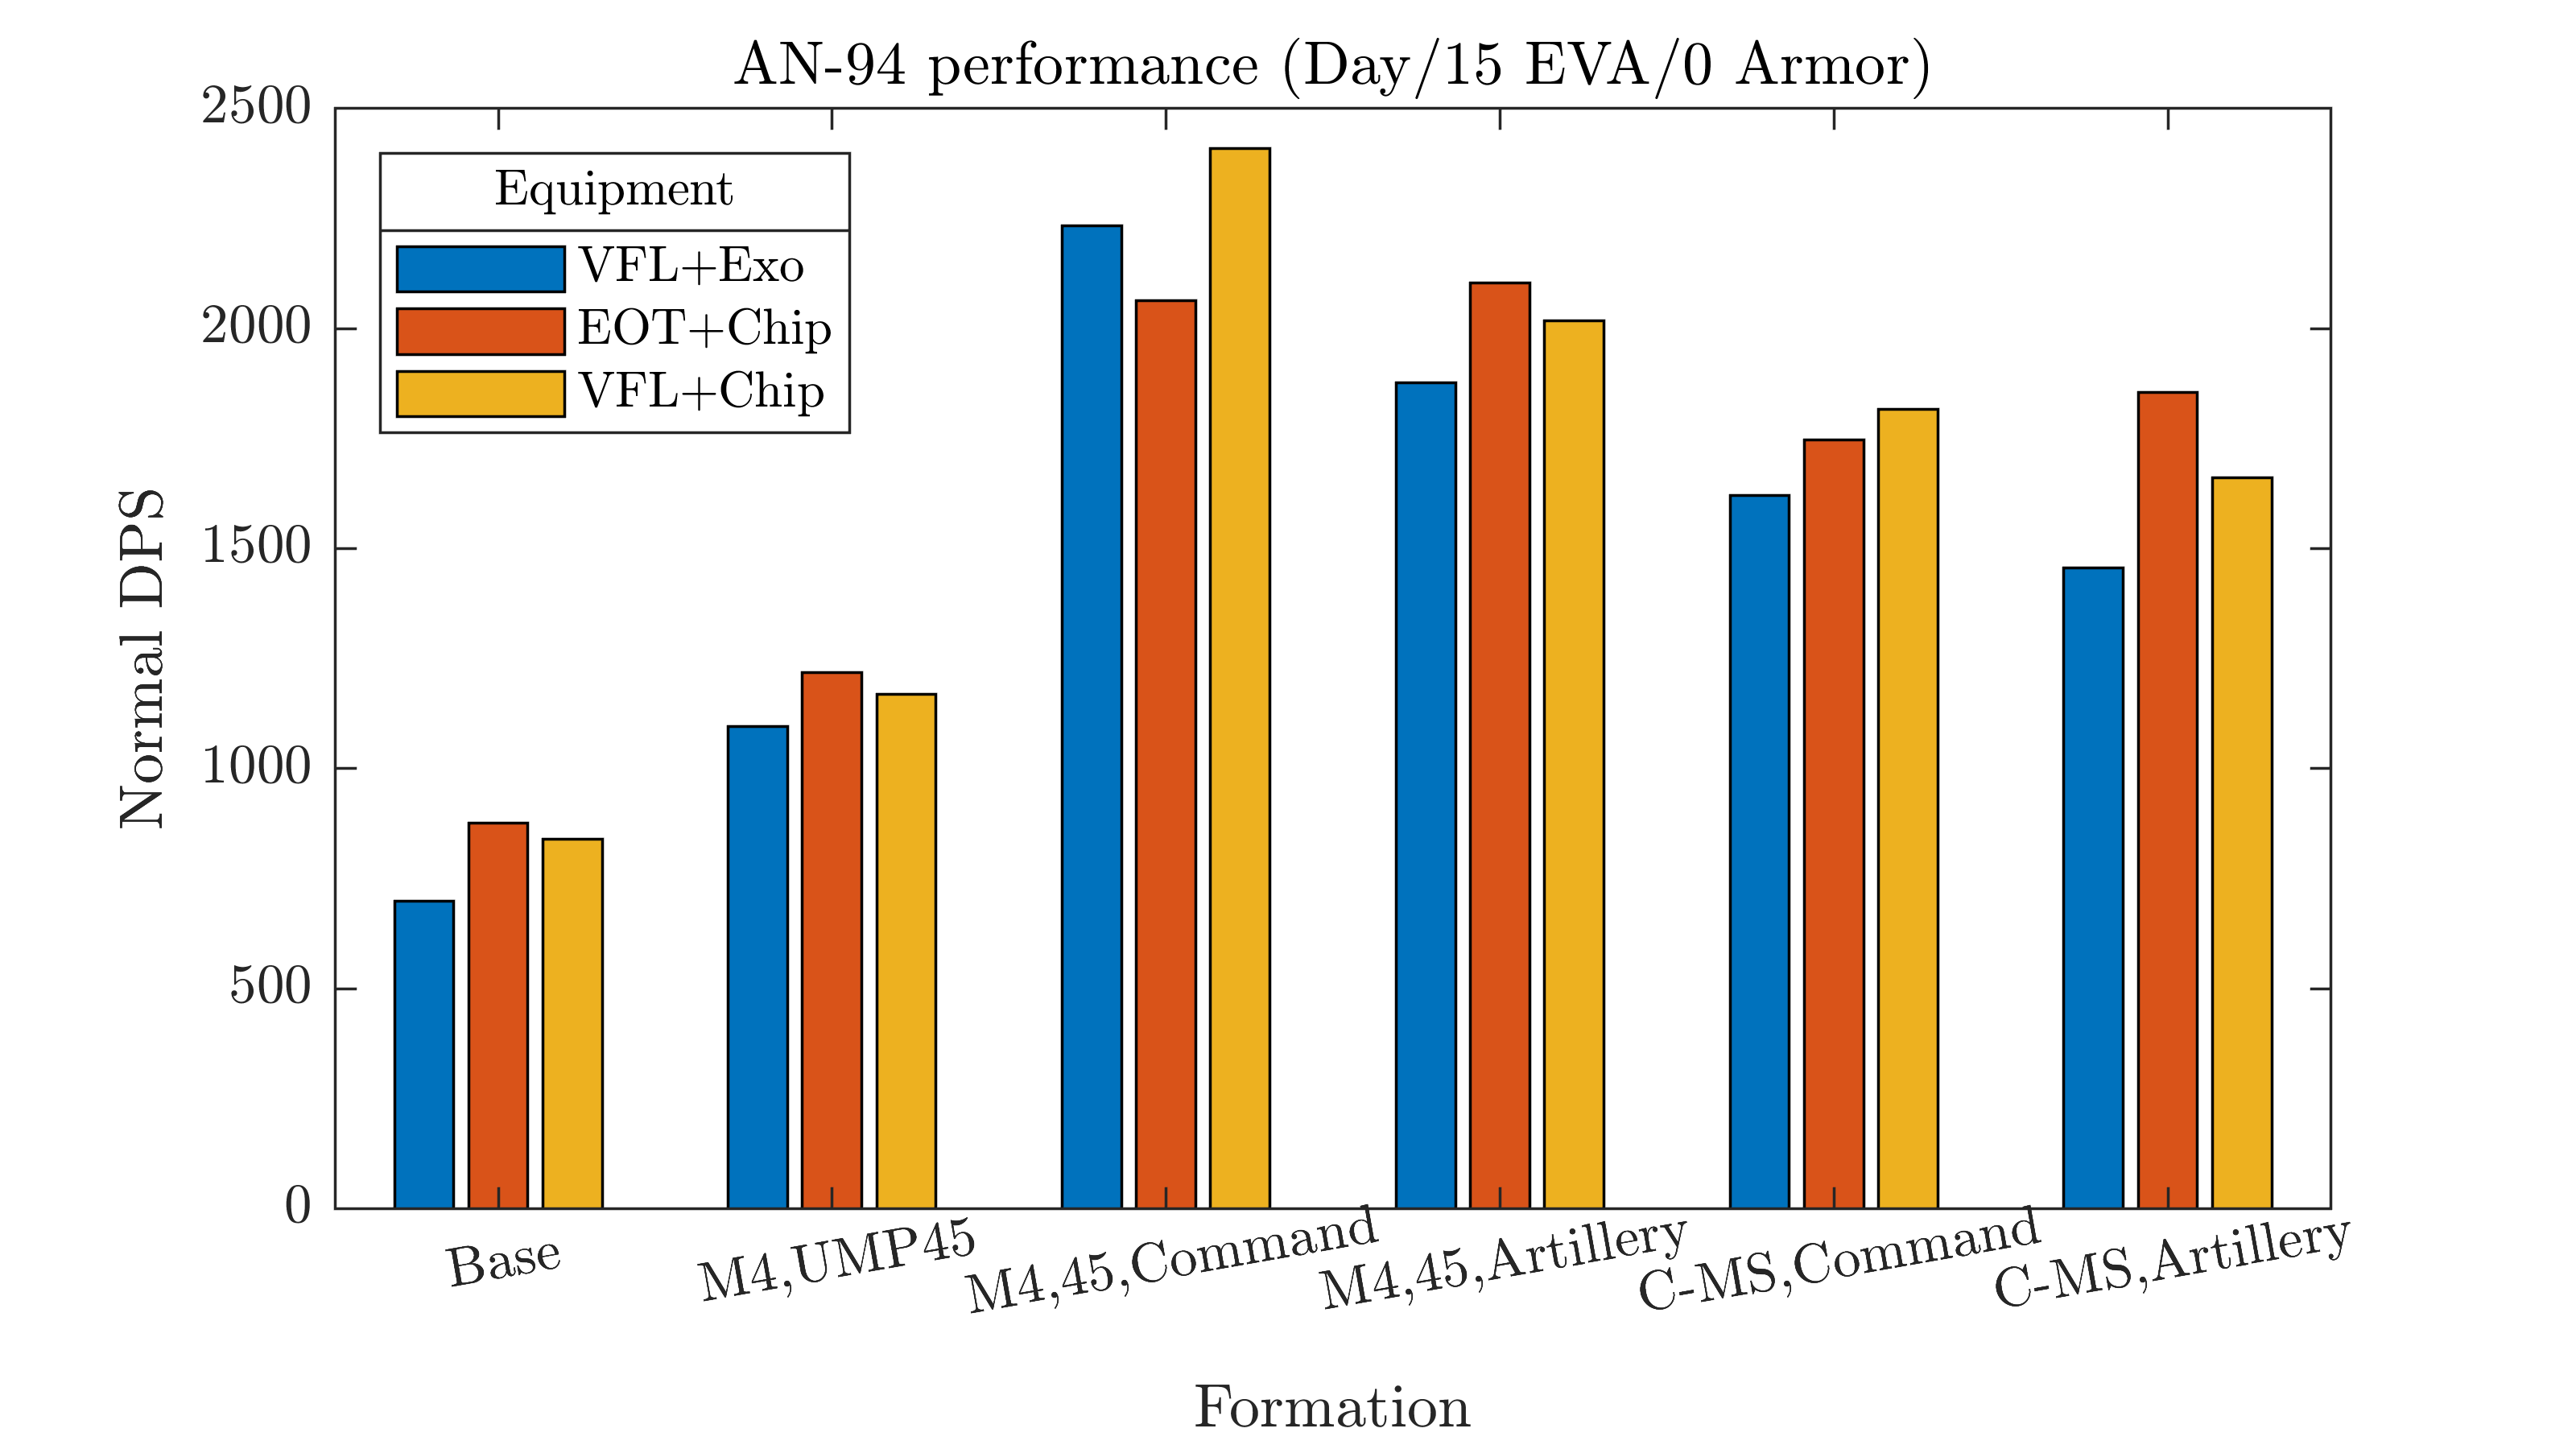 AN-94 performance (Day/15 EVA/0 Armor)
2500
2000
1500
1000
500
0
Normal DPS
Equipment
VFL+Exo
EOT+Chip
VFL+Chip
Base
M4,UMP45
M4,45,Command
M4,45,Artillery
C-MS,Command
C-MS,Artillery
Formation